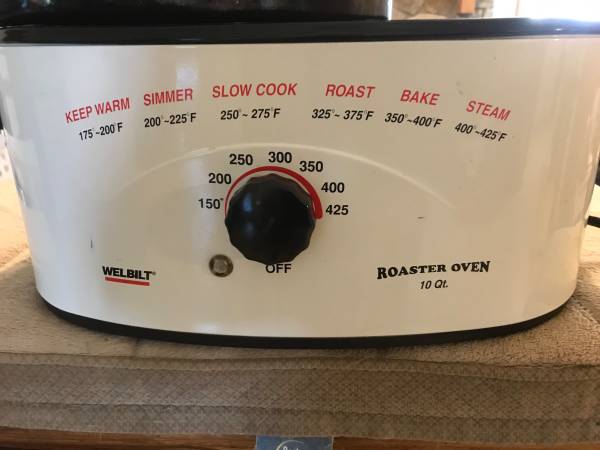 KEEP WARM SIMMER SLOW COOK ROAST BAKE STEAM
175°~200°F 200°~225°F 250°~275°F 325°~375°F 350°~400°F 400°~425°F
150° 200 250 300 350 400 425
OFF
WELBILT®
ROASTER OVEN
10 Qt.